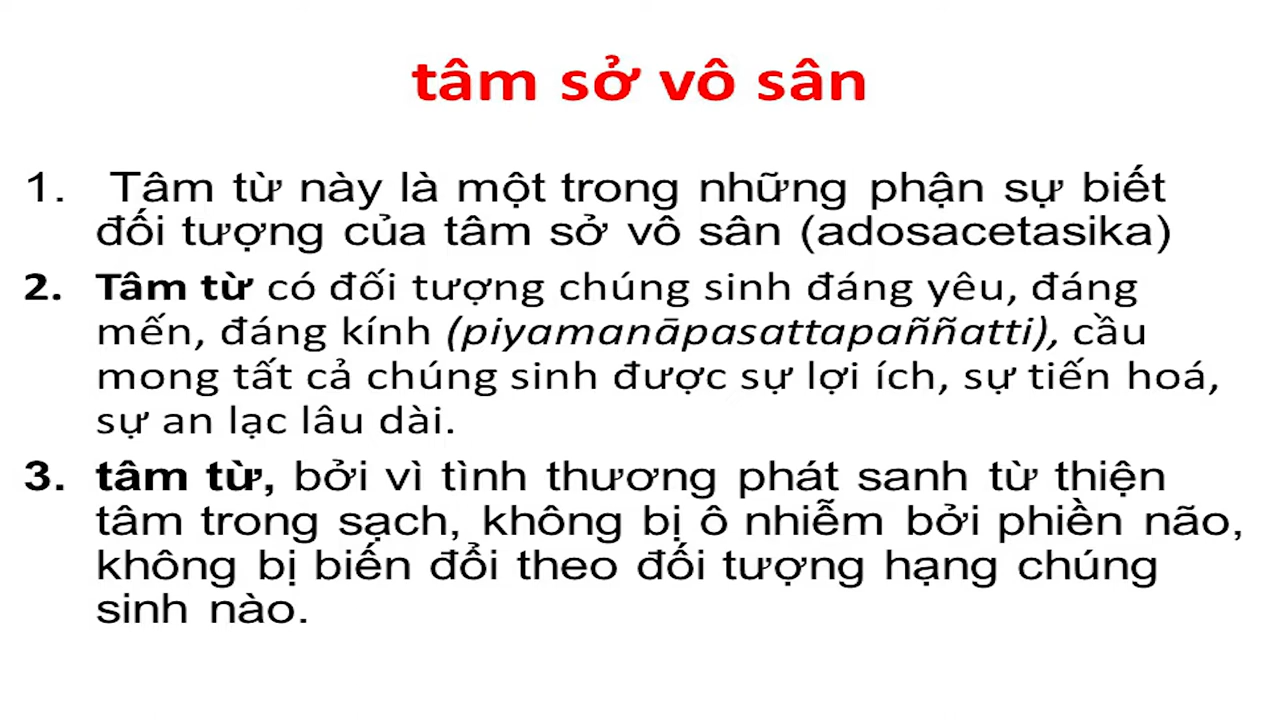 tâm sở vô sân
1. Tâm từ này là một trong những phận sự biết
đối tượng của tâm sở vô sân (adosacetasika)
2. Tâm từ có đối tượng chúng sinh đáng yêu, đáng
mến, đáng kính (piyamanāpasattapaññatti), cầu
mong tất cả chúng sinh được sự lợi ích, sự tiến hoá,
sự an lạc lâu dài.
3. tâm từ, bởi vì tình thương phát sanh từ thiện
tâm trong sạch, không bị ô nhiễm bởi phiền não,
không bị biến đổi theo đối tượng hạng chúng
sinh nào.